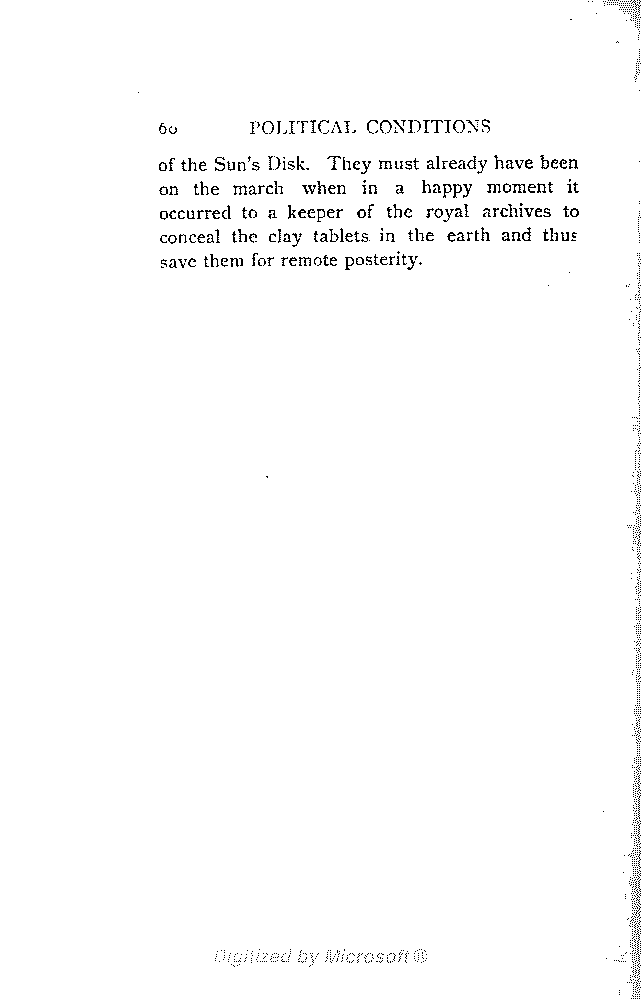 60 POLITICAL CONDITIONS
of the Sun's Disk. They must already have been
on the march when in a happy moment it
occurred to a keeper of the royal archives to
conceal the clay tablets in the earth and thus
save them for remote posterity.
Digitized by Microsoft ®